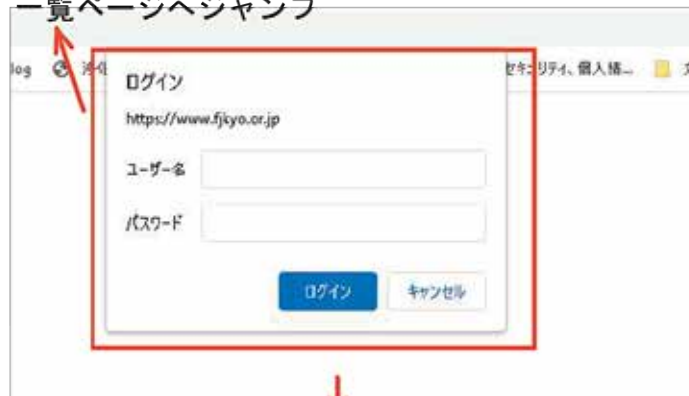 一覧ページへジャンプ
log
セキュリティ、個人情...
ログイン
https://www.fjkyo.or.jp
ユーザー名
パスワード
ログイン
キャンセル